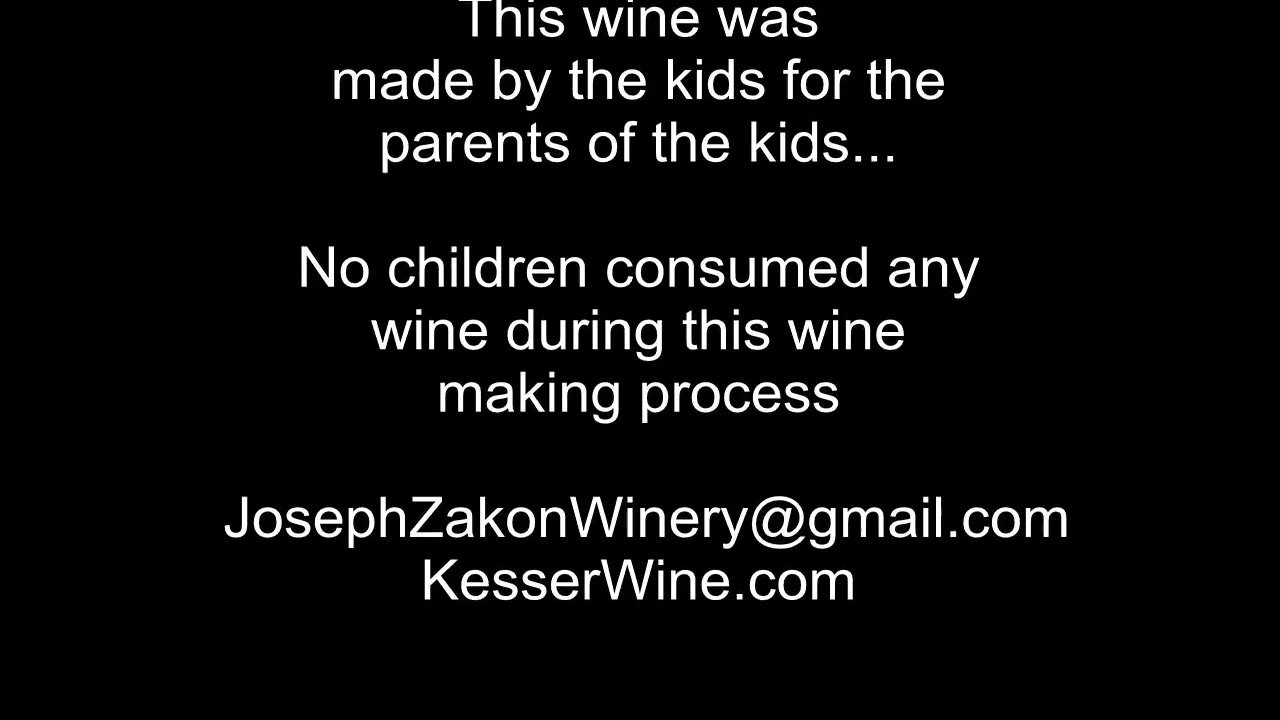 This wine was
made by the kids for the
parents of the kids...
No children consumed any
wine during this wine
making process
JosephZakonWinery@gmail.com
KesserWine.com